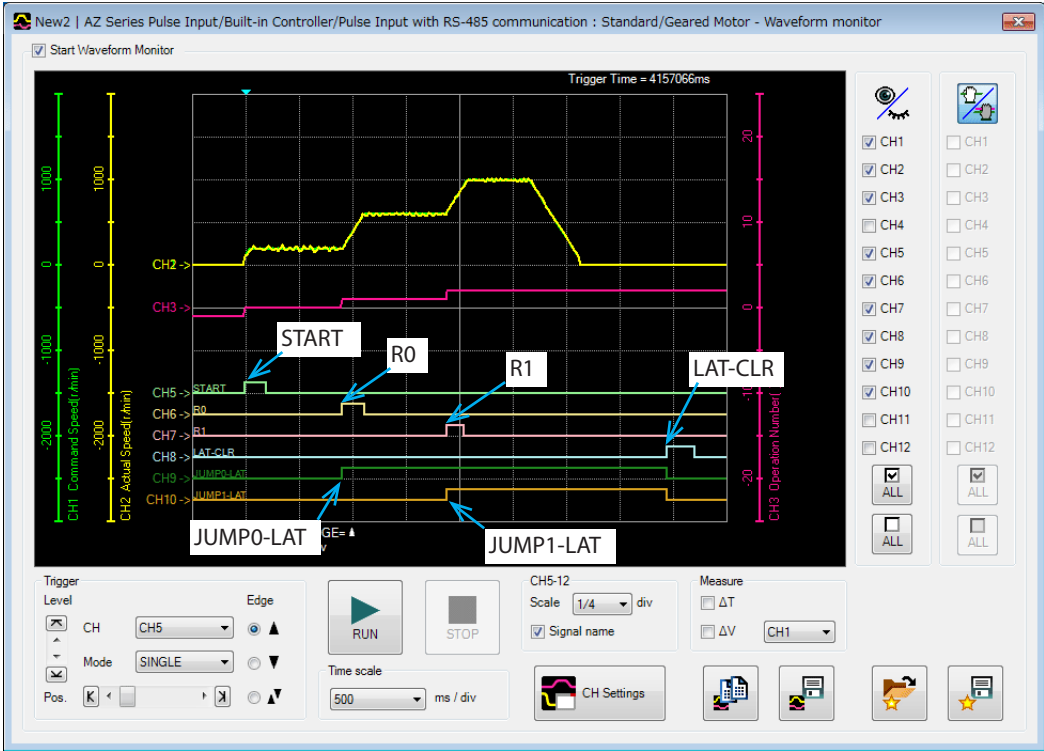 New2 | AZ Series Pulse Input/Built-in Controller/Pulse Input with RS-485 communication : Standard/Geared Motor - Waveform monitor
Start Waveform Monitor
Trigger Time = 4157066ms
1000
0
-1000
-2000
CH1 Command Speed[r/min]
1000
0
-1000
-2000
CH2 Actual Speed[r/min]
CH2 ->
CH3 ->
CH5 -> START
CH6 -> R0
CH7 -> R1
CH8 -> LAT-CLR
CH9 -> JUMP0-LAT
CH10 -> JUMP1-LAT
START
R0
R1
LAT-CLR
JUMP0-LAT
JUMP1-LAT
GE=
v
20
10
0
-10
-20
CH3 Operation Number[
CH1
CH2
CH3
CH4
CH5
CH6
CH7
CH8
CH9
CH10
CH11
CH12
ALL
ALL
CH1
CH2
CH3
CH4
CH5
CH6
CH7
CH8
CH9
CH10
CH11
CH12
ALL
ALL
Trigger
Level
Edge
CH
CH5
Mode
SINGLE
Pos.
RUN
STOP
Time scale
500
ms / div
CH5-12
Scale
1/4
div
Signal name
Measure
ΔT
ΔV
CH1
CH Settings